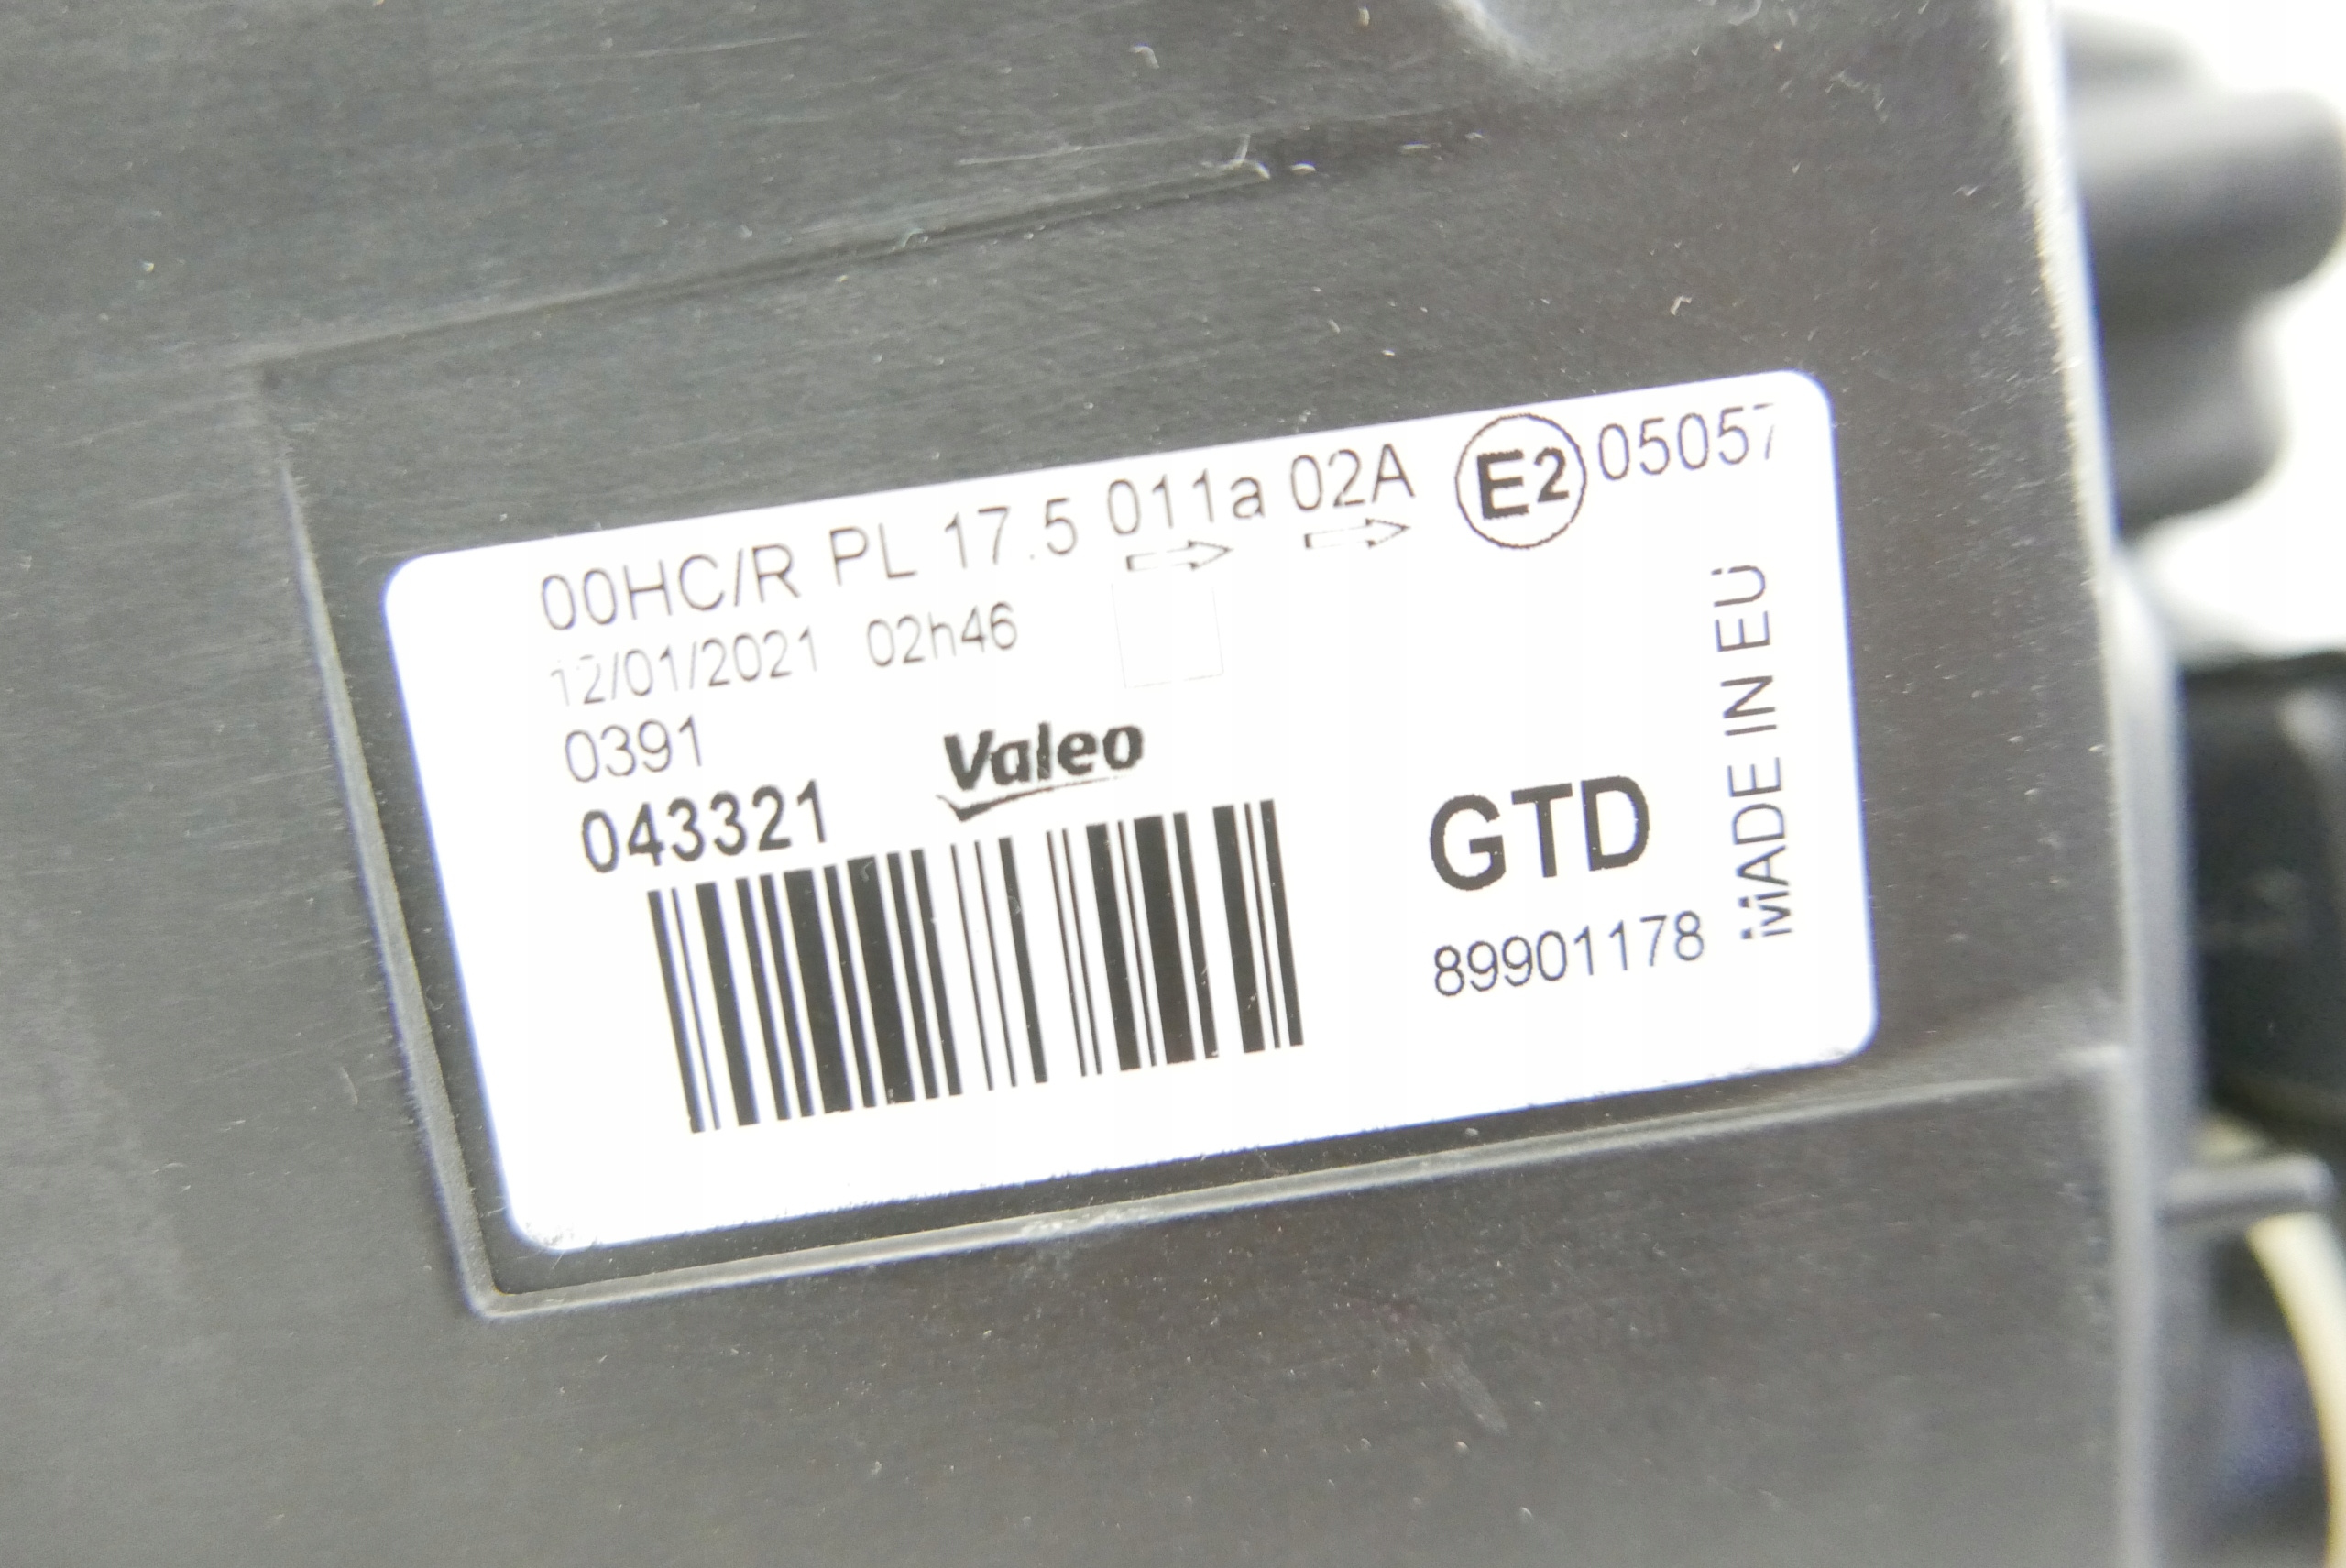 00HC/R PL 17.5 011a 02A E2 05057
12/01/2021 02h46
0391
043321
Valeo
GTD
89901178
MADE IN EU